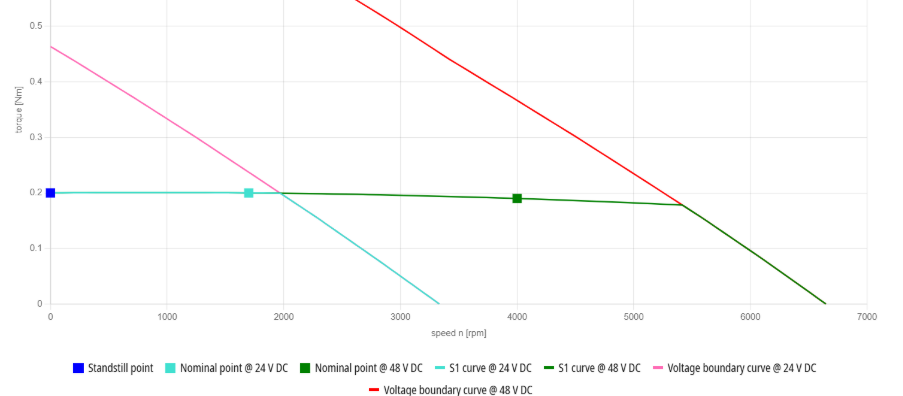 0.5
0.4
0.3
0.2
0.1
0
torque [Nm]
0 1000 2000 3000 4000 5000 6000 7000
speed n [rpm]
Standstill point Nominal point @ 24 V DC Nominal point @ 48 V DC S1 curve @ 24 V DC S1 curve @ 48 V DC Voltage boundary curve @ 24 V DC
Voltage boundary curve @ 48 V DC